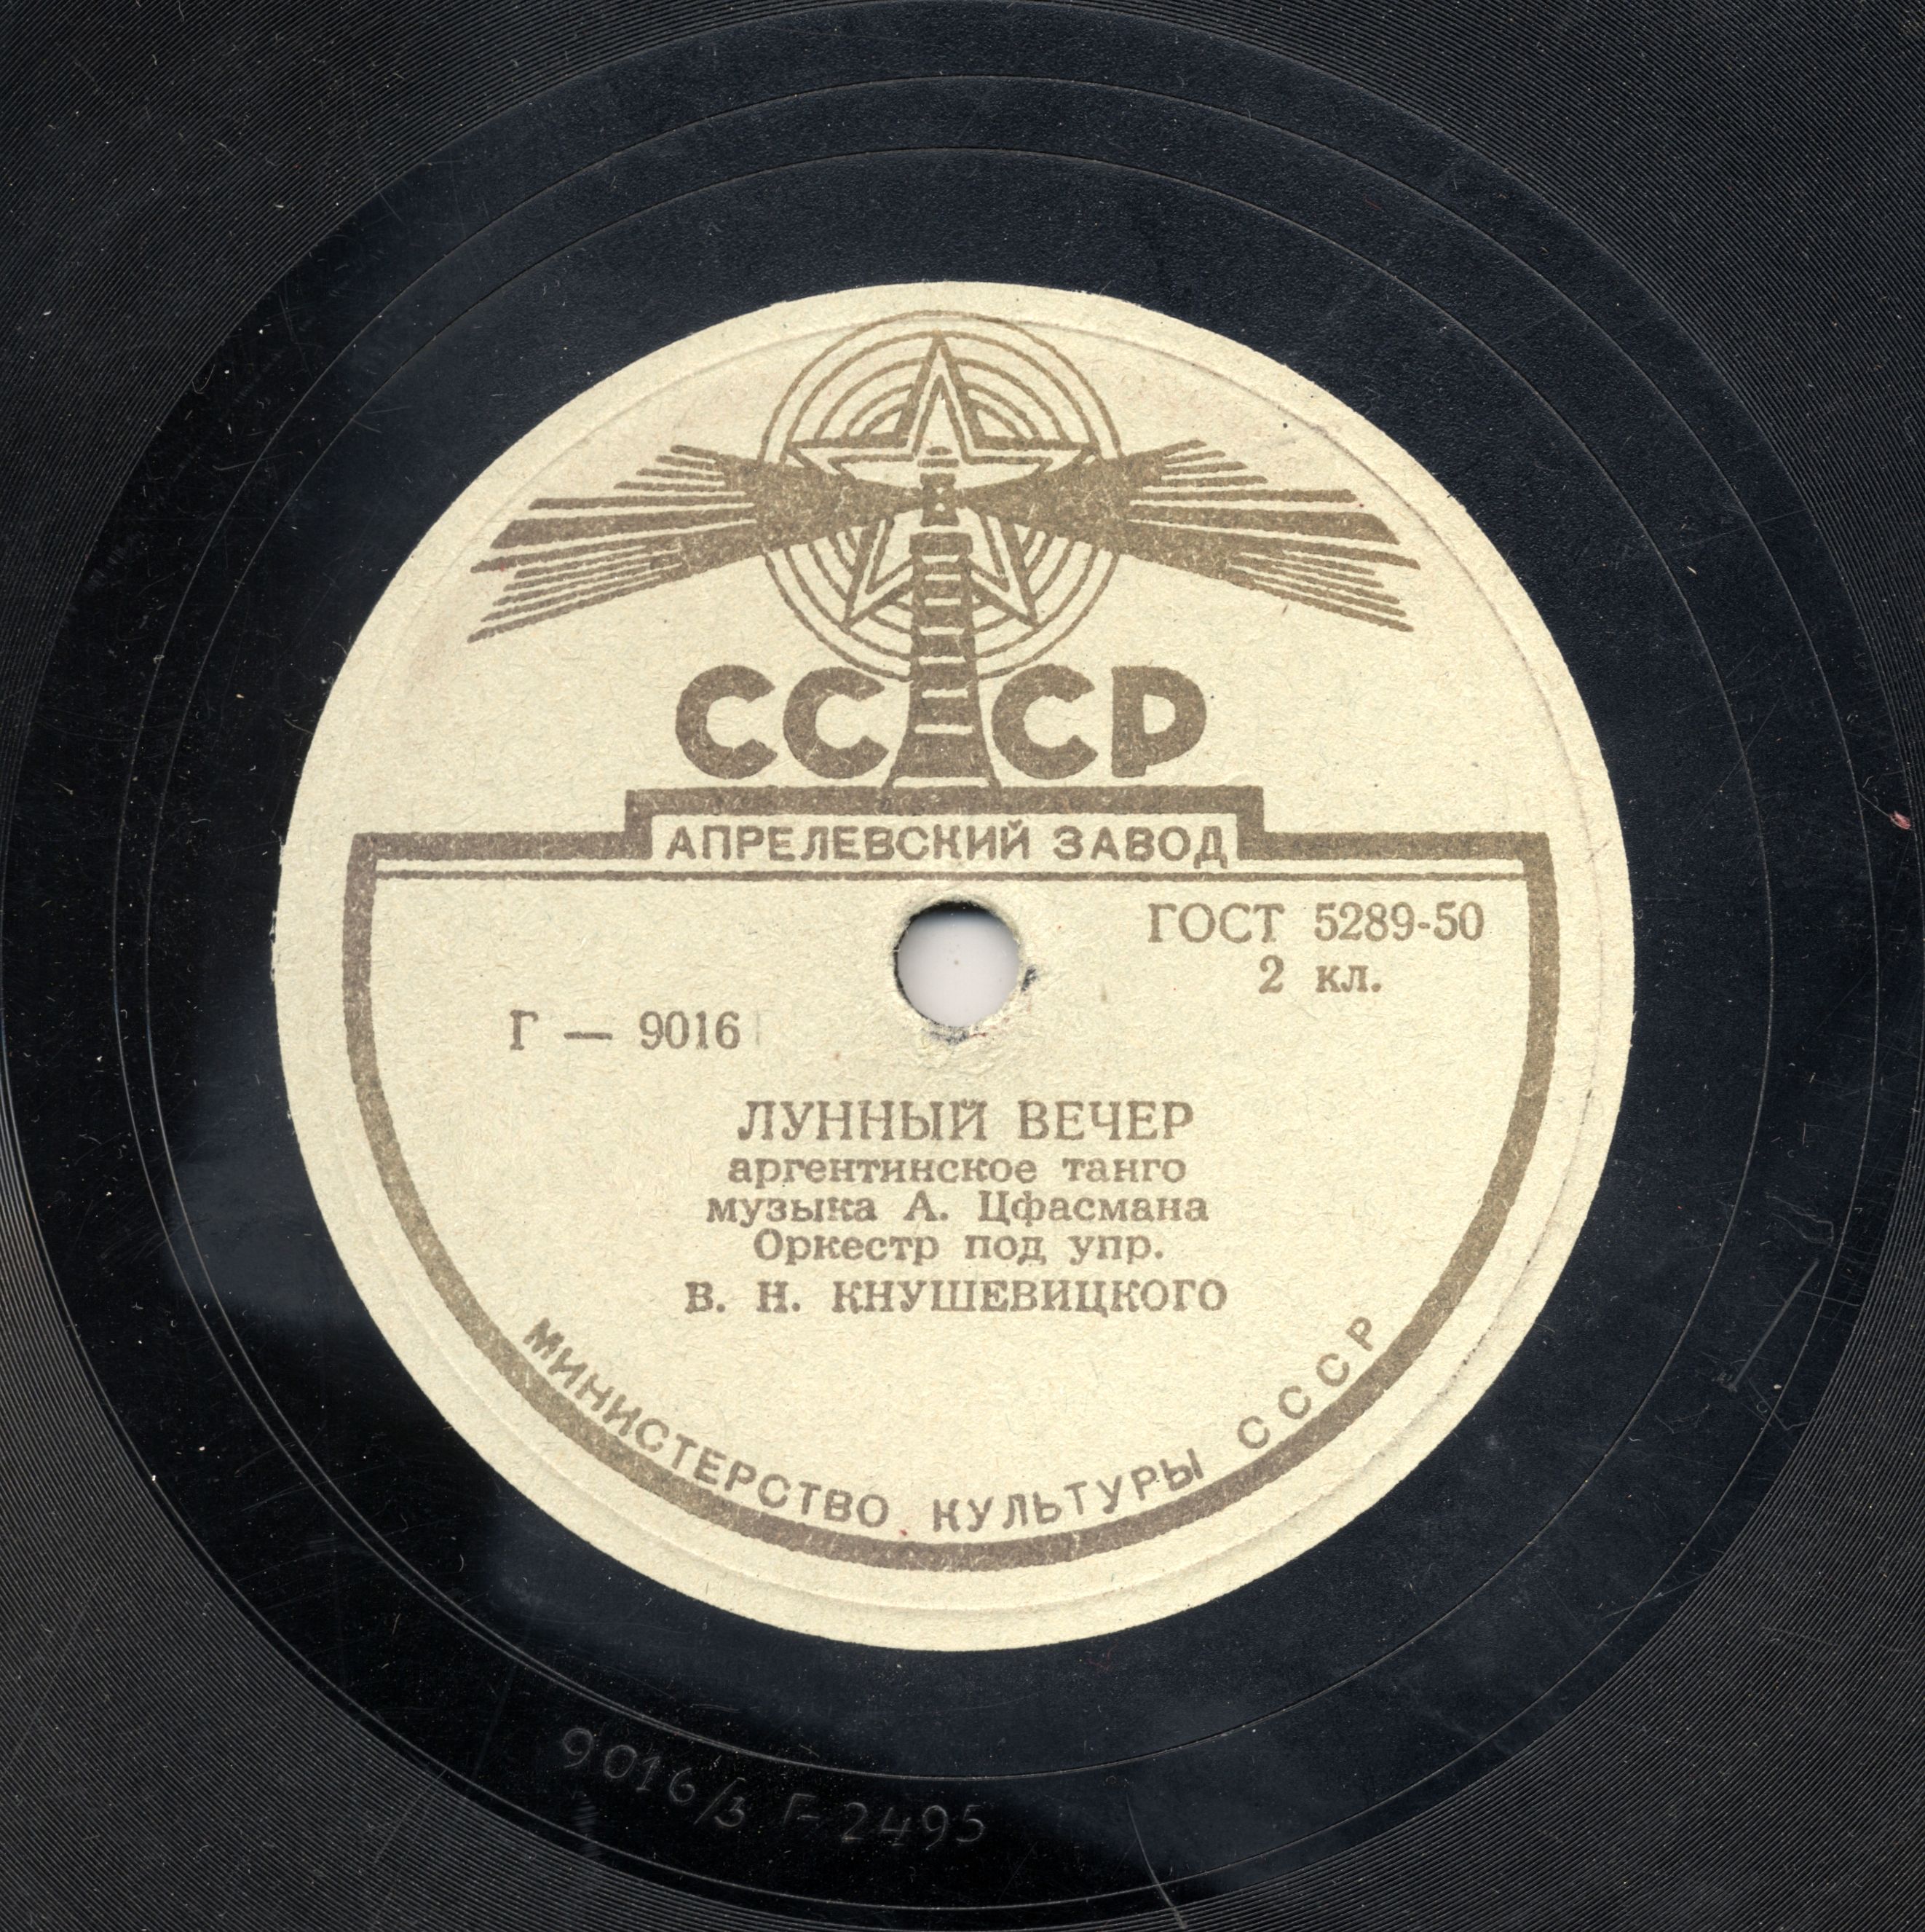 СССР
АПРЕЛЕВСКИЙ ЗАВОД
ГОСТ 5289-50
2 кл.
Г — 9016
ЛУННЫЙ ВЕЧЕР
аргентинское танго
музыка А. Цфасмана
Оркестр под упр.
В. Н. КНУШЕВИЦКОГО
МИНИСТЕРСТВО КУЛЬТУРЫ СССР
9016/3 Г-2495